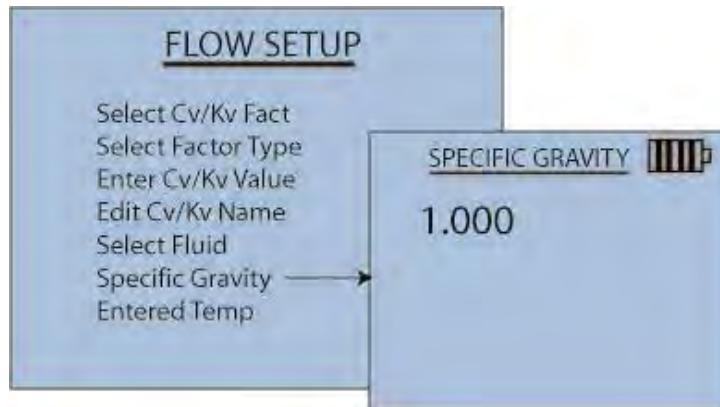 FLOW SETUP
Select Cv/Kv Fact
Select Factor Type
Enter Cv/Kv Value
Edit Cv/Kv Name
Select Fluid
Specific Gravity
Entered Temp
SPECIFIC GRAVITY
1.000